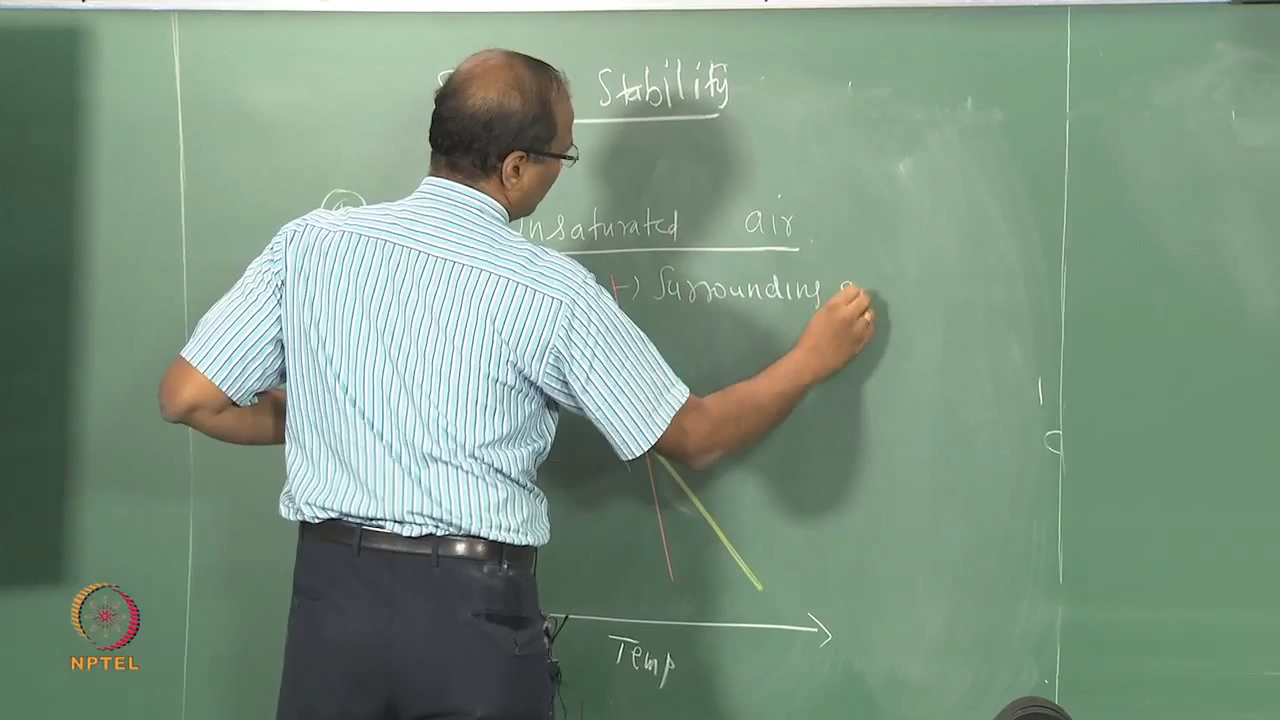 Stability
Unsaturated air
-> Surrounding
Temp
NPTEL